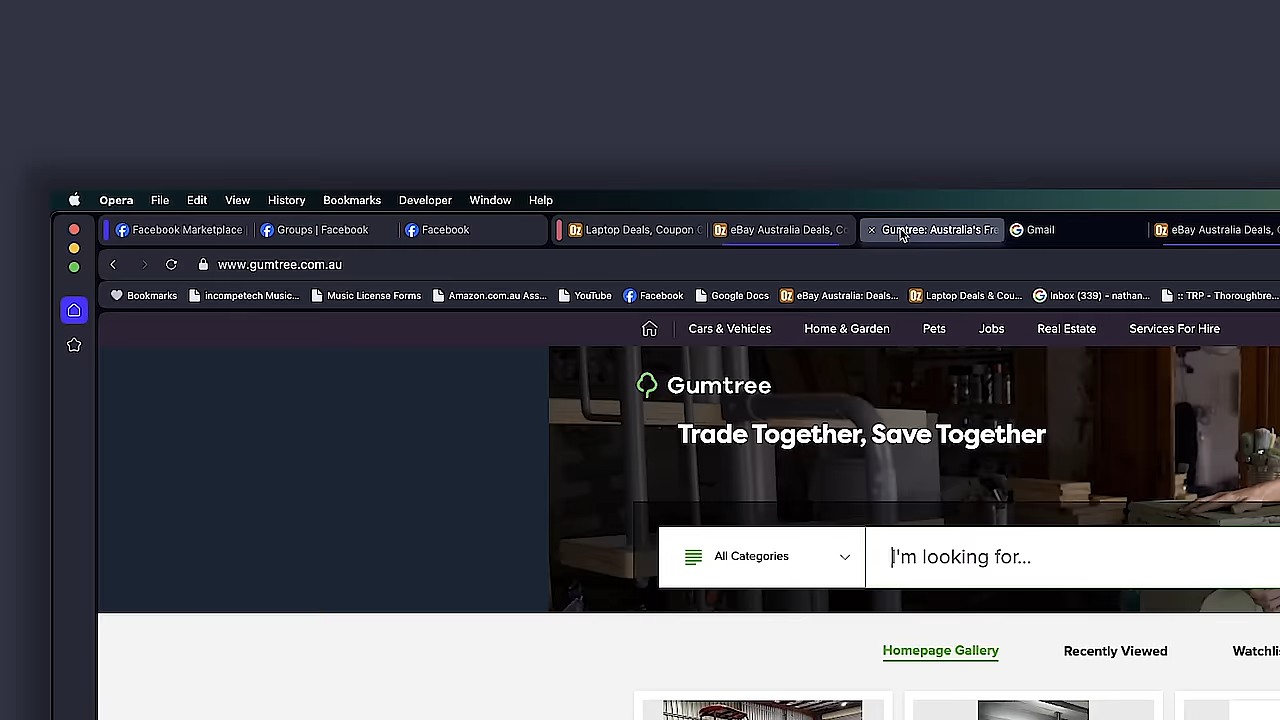 Opera File Edit View History Bookmarks Developer Window Help
Facebook Marketplace Groups | Facebook Facebook Laptop Deals, Coupon eBay Australia Deals, Co Gumtree: Australia's Fre Gmail eBay Australia Deals,
www.gumtree.com.au
Bookmarks incompetech Music... Music License Forms Amazon.com.au Ass... YouTube Facebook Google Docs eBay Australia: Deals... Laptop Deals & Cou... Inbox (339) - nathan... :: TRP - Thoroughbre...
Cars & Vehicles Home & Garden Pets Jobs Real Estate Services For Hire
Gumtree
Trade Together, Save Together
All Categories I'm looking for...
Homepage Gallery Recently Viewed Watchli